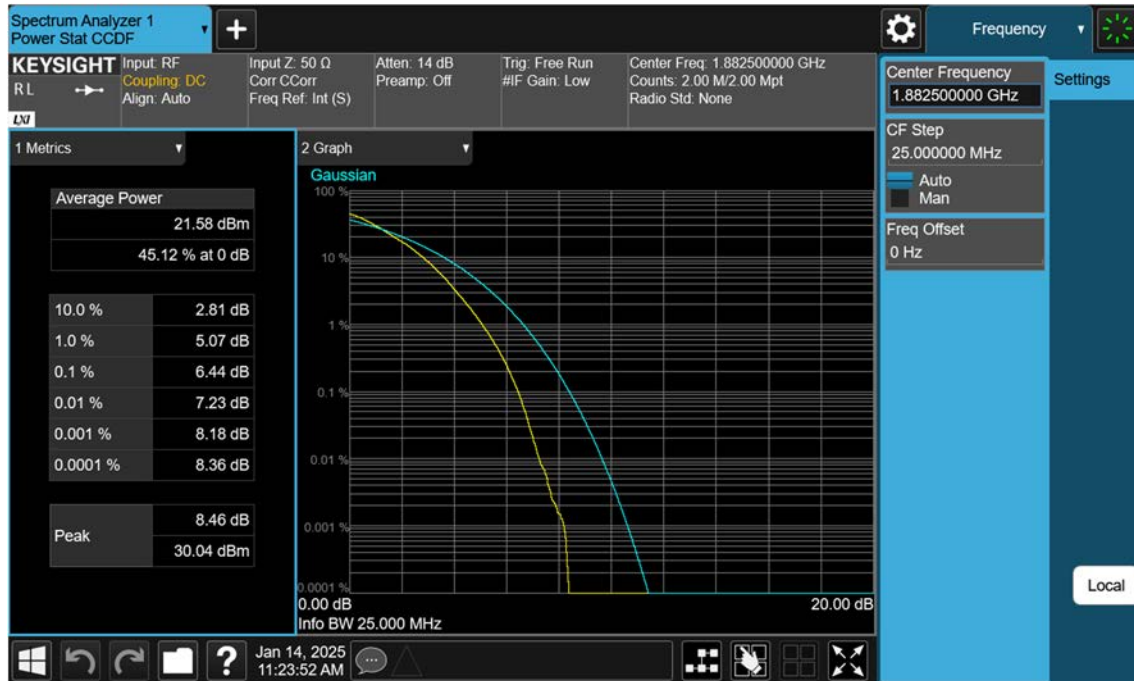 Spectrum Analyzer 1
Power Stat CCDF
+
Frequency
KEYSIGHT
RL
LXI
Input: RF
Coupling: DC
Align: Auto
Input Z: 50 Ω
Corr CCorr
Freq Ref: Int (S)
Atten: 14 dB
Preamp: Off
Trig: Free Run
#IF Gain: Low
Center Freq: 1.882500000 GHz
Counts: 2.00 M/2.00 Mpt
Radio Std: None
Center Frequency
1.882500000 GHz
Settings
CF Step
25.000000 MHz
Auto
Man
Freq Offset
0 Hz
Local
1 Metrics
Average Power
21.58 dBm
45.12 % at 0 dB
10.0 % 2.81 dB
1.0 % 5.07 dB
0.1 % 6.44 dB
0.01 % 7.23 dB
0.001 % 8.18 dB
0.0001 % 8.36 dB
Peak
8.46 dB
30.04 dBm
2 Graph
Gaussian
100 %
10 %
1 %
0.1 %
0.01 %
0.001 %
0.0001 %
0.00 dB 20.00 dB
Info BW 25.000 MHz
?
Jan 14, 2025
11:23:52 AM